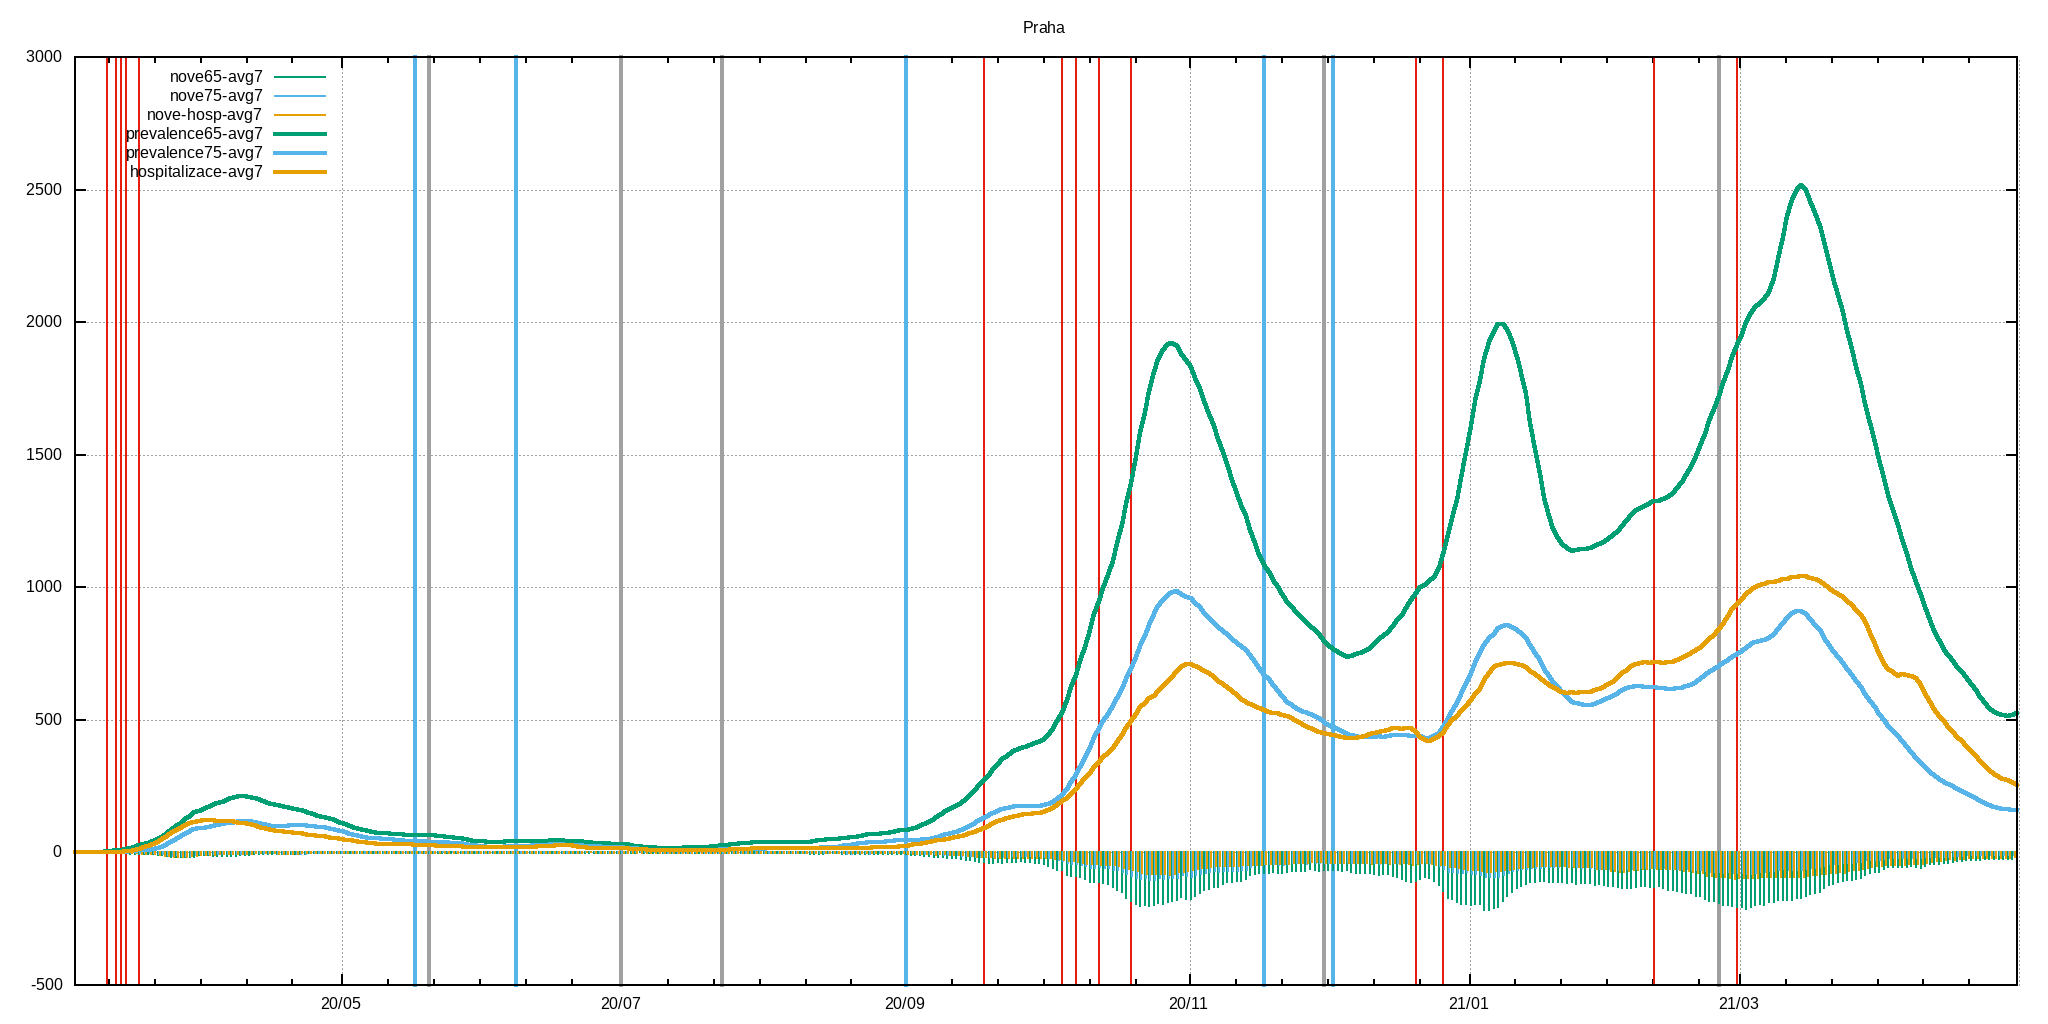 Praha
3000
nove65-avg7
nove75-avg7
nove-hosp-avg7
prevalence65-avg7
prevalence75-avg7
hospitalizace-avg7
2500
2000
1500
1000
500
0
-500
20/05 20/07 20/09 20/11 21/01 21/03